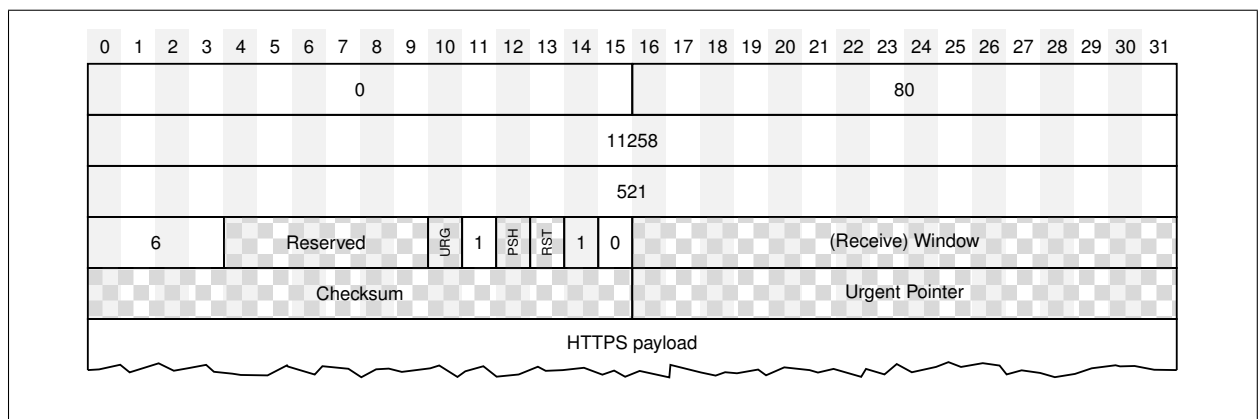 0 1 2 3 4 5 6 7 8 9 10 11 12 13 14 15 16 17 18 19 20 21 22 23 24 25 26 27 28 29 30 31
0 80
11258
521
6 Reserved URG 1 PSH RST 1 0 (Receive) Window
Checksum Urgent Pointer
HTTPS payload